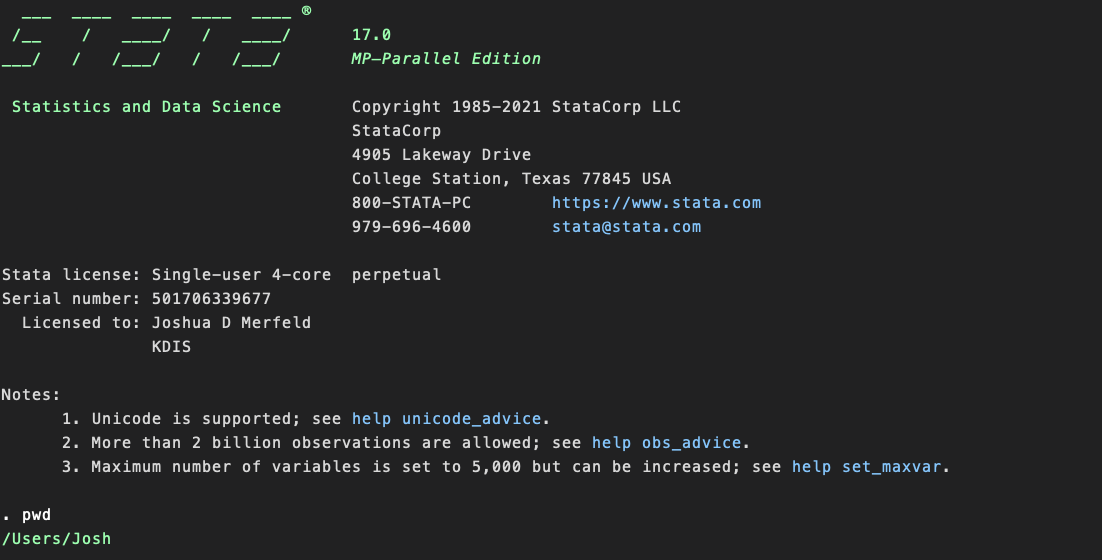 ___  ____  ____  ____  ____ ®
 /__    /   ____/   /   ____/      17.0
___/   /   /___/   /   /___/       MP—Parallel Edition

 Statistics and Data Science       Copyright 1985-2021 StataCorp LLC
                                   StataCorp
                                   4905 Lakeway Drive
                                   College Station, Texas 77845 USA
                                   800-STATA-PC        https://www.stata.com
                                   979-696-4600        stata@stata.com

Stata license: Single-user 4-core  perpetual
Serial number: 501706339677
  Licensed to: Joshua D Merfeld
               KDIS

Notes:
      1. Unicode is supported; see help unicode_advice.
      2. More than 2 billion observations are allowed; see help obs_advice.
      3. Maximum number of variables is set to 5,000 but can be increased; see help set_maxvar.

. pwd
/Users/Josh